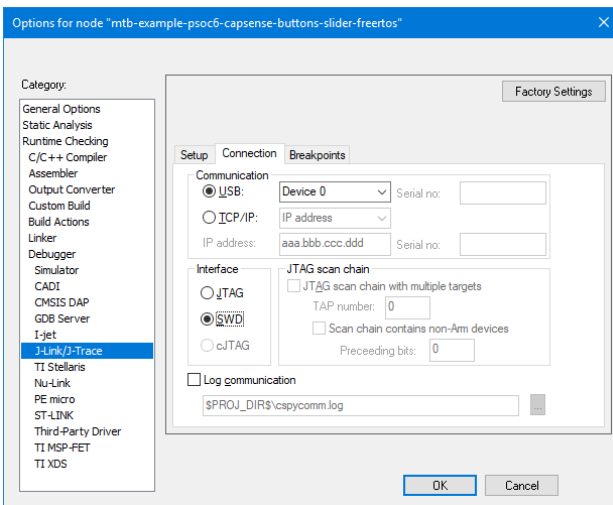 Options for node "mtb-example-psoc6-capsense-buttons-slider-freertos"
Category:
General Options
Static Analysis
Runtime Checking
C/C++ Compiler
Assembler
Output Converter
Custom Build
Build Actions
Linker
Debugger
Simulator
CADI
CMSIS DAP
GDB Server
I-jet
J-Link/J-Trace
TI Stellaris
Nu-Link
PE micro
ST-LINK
Third-Party Driver
TI MSP-FET
TI XDS
Factory Settings
Setup Connection Breakpoints
Communication
USB: Device 0 Serial no:
TCP/IP: IP address
IP address: aaa.bbb.ccc.ddd Serial no:
Interface
JTAG
SWD
cJTAG
JTAG scan chain
JTAG scan chain with multiple targets
TAP number: 0
Scan chain contains non-Arm devices
Preceeding bits: 0
Log communication
$PROJ_DIR$\cspycomm.log ...
OK Cancel